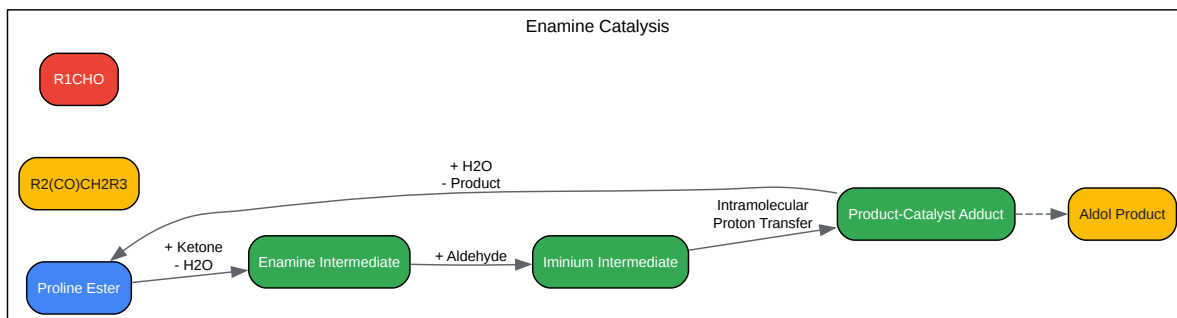 Enamine Catalysis
R1CHO
R2(CO)CH2R3
+ H2O
- Product
Intramolecular
Proton Transfer
Product-Catalyst Adduct
Aldol Product
+ Ketone
- H2O
Enamine Intermediate
+ Aldehyde
Iminium Intermediate
Proline Ester